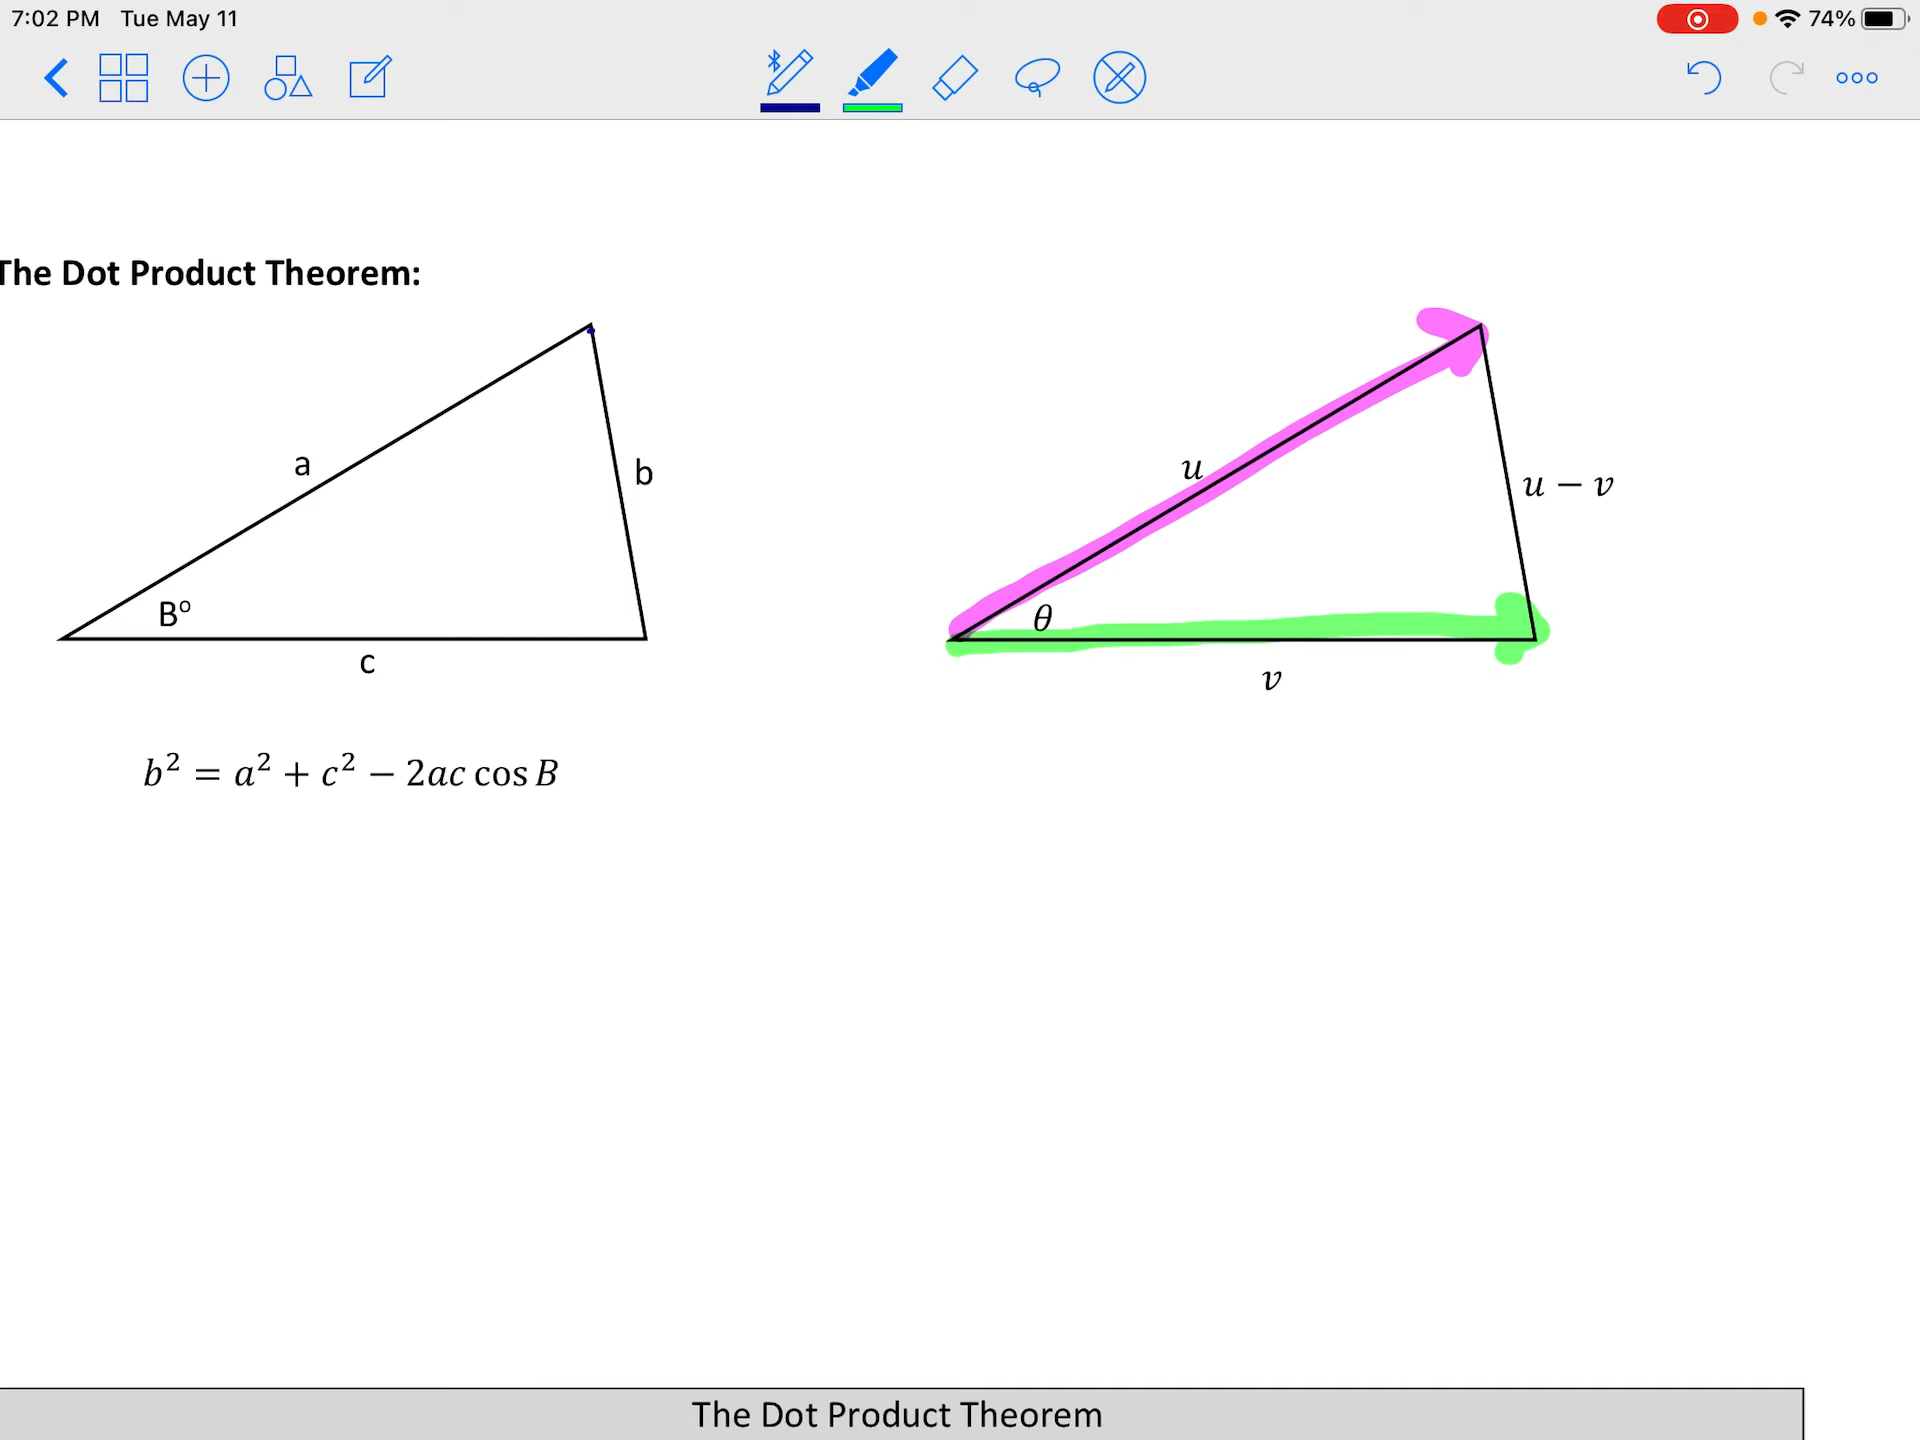 7:02 PM Tue May 11
74%
The Dot Product Theorem:
a
b
B°
c
u
u − v
θ
v
b² = a² + c² − 2ac cos B
The Dot Product Theorem